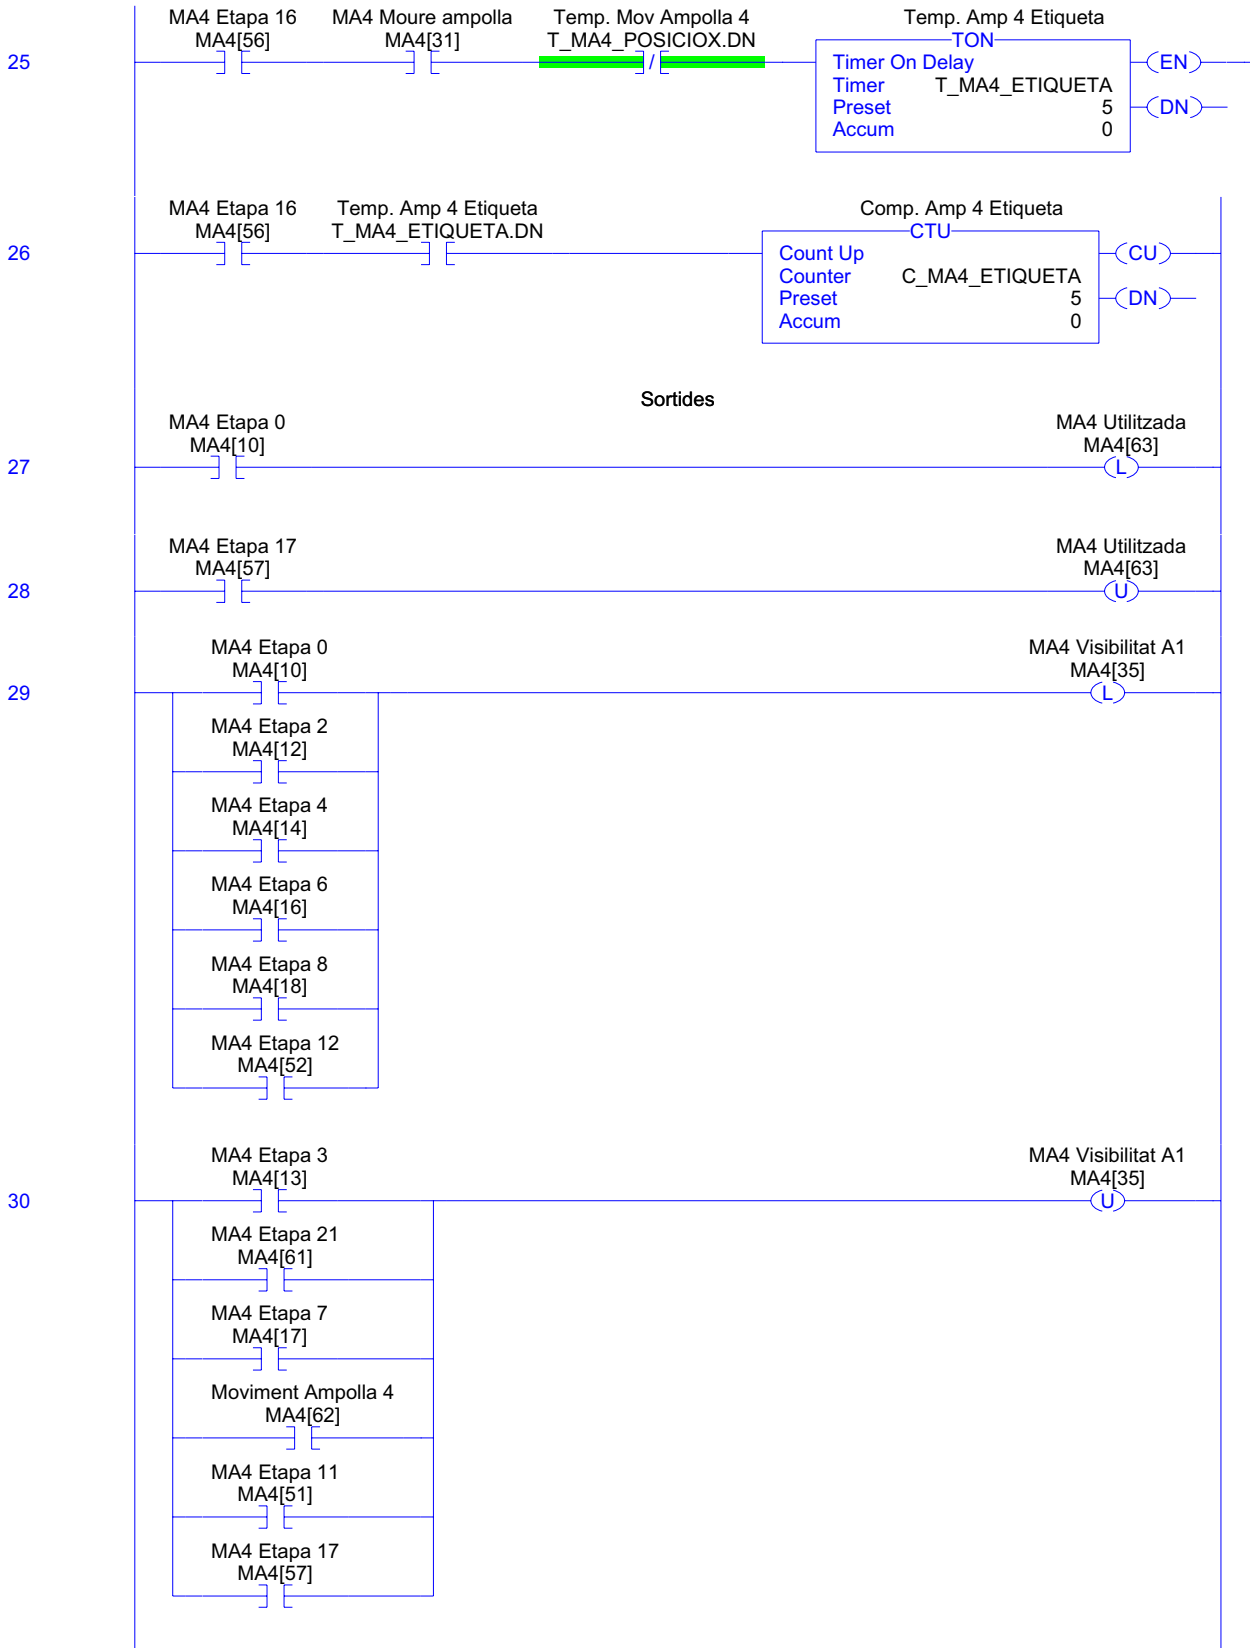 MA4 Etapa 16 MA4 Moure ampolla Temp. Mov Ampolla 4 Temp. Amp 4 Etiqueta
MA4[56] MA4[31] T_MA4_POSICIOX.DN TON
25 / Timer On Delay EN
Timer T_MA4_ETIQUETA
Preset 5 DN
Accum 0
MA4 Etapa 16 Temp. Amp 4 Etiqueta Comp. Amp 4 Etiqueta
MA4[56] T_MA4_ETIQUETA.DN CTU
26 Count Up CU
Counter C_MA4_ETIQUETA
Preset 5 DN
Accum 0
Sortides
MA4 Etapa 0 MA4 Utilitzada
MA4[10] MA4[63]
27 L
MA4 Etapa 17 MA4 Utilitzada
MA4[57] MA4[63]
28 U
MA4 Etapa 0 MA4 Visibilitat A1
MA4[10] MA4[35]
29 L
MA4 Etapa 2
MA4[12]
MA4 Etapa 4
MA4[14]
MA4 Etapa 6
MA4[16]
MA4 Etapa 8
MA4[18]
MA4 Etapa 12
MA4[52]
MA4 Etapa 3 MA4 Visibilitat A1
MA4[13] MA4[35]
30 U
MA4 Etapa 21
MA4[61]
MA4 Etapa 7
MA4[17]
Moviment Ampolla 4
MA4[62]
MA4 Etapa 11
MA4[51]
MA4 Etapa 17
MA4[57]